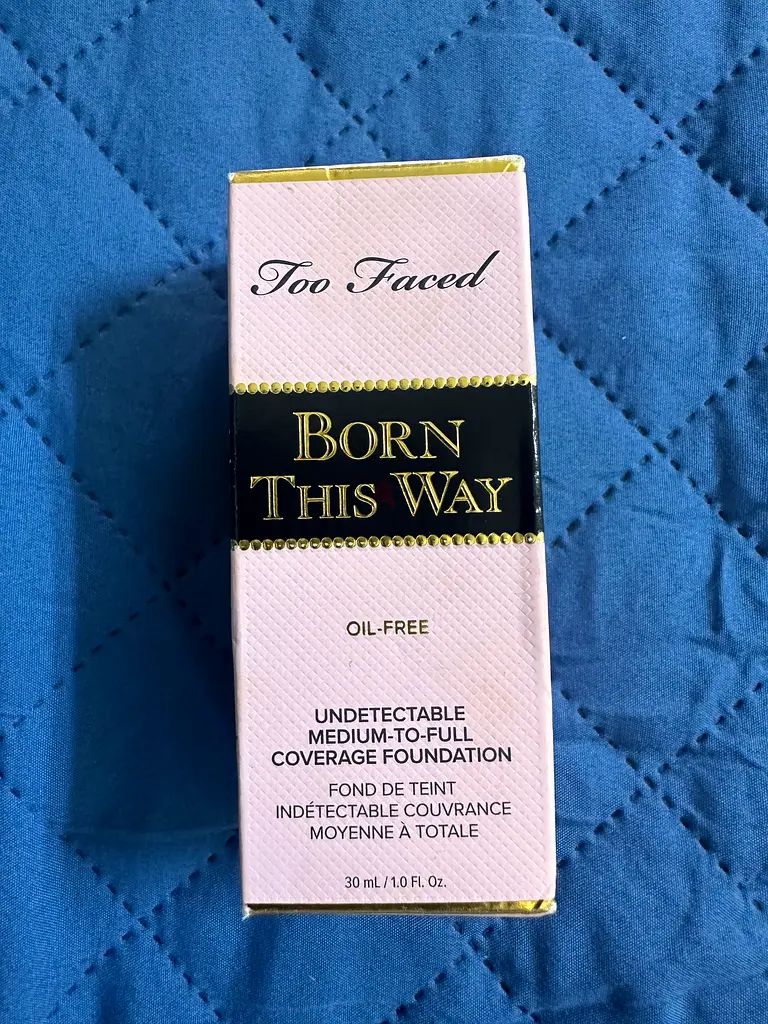 Too Faced
BORN
THIS WAY
OIL-FREE
UNDETECTABLE
MEDIUM-TO-FULL
COVERAGE FOUNDATION
FOND DE TEINT
INDÉTECTABLE COUVRANCE
MOYENNE À TOTALE
30 mL / 1.0 Fl. Oz.